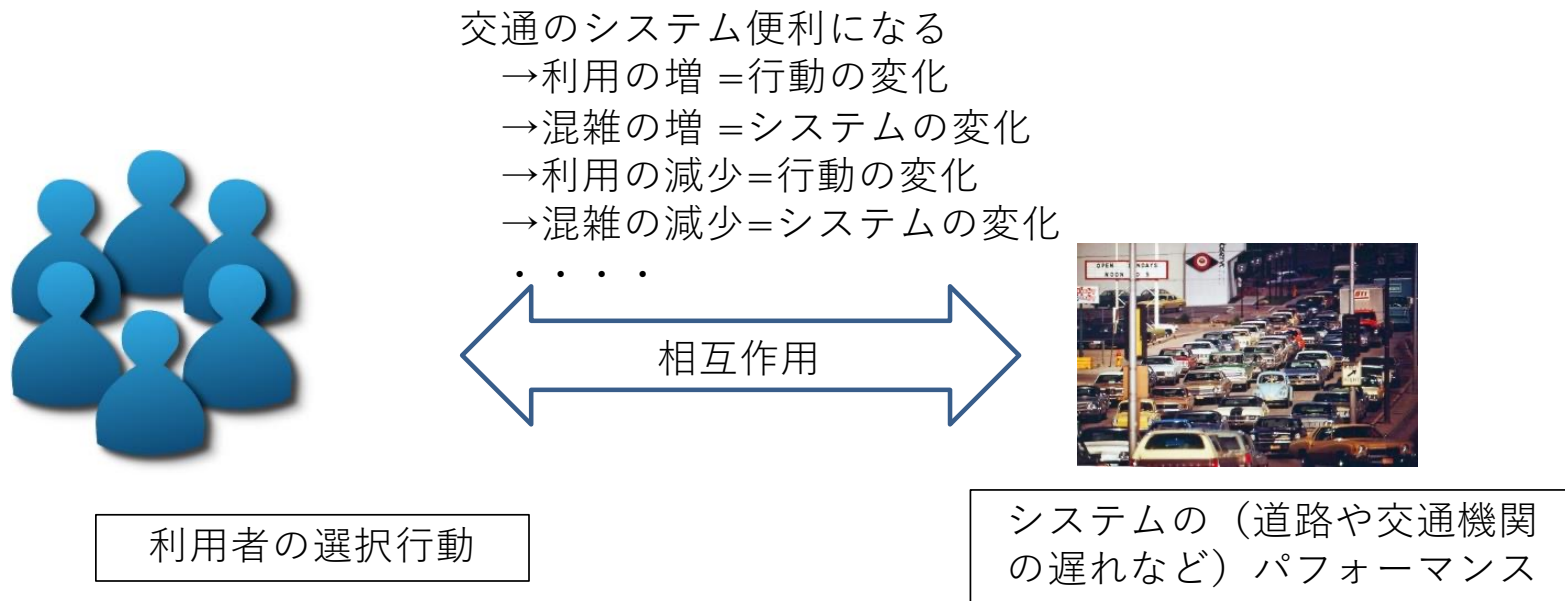 交通のシステム便利になる
→利用の増 =行動の変化
→混雑の増 =システムの変化
→利用の減少=行動の変化
→混雑の減少=システムの変化
・・・・
相互作用
OPEN SUNDAYS
利用者の選択行動
システムの（道路や交通機関
の遅れなど）パフォーマンス